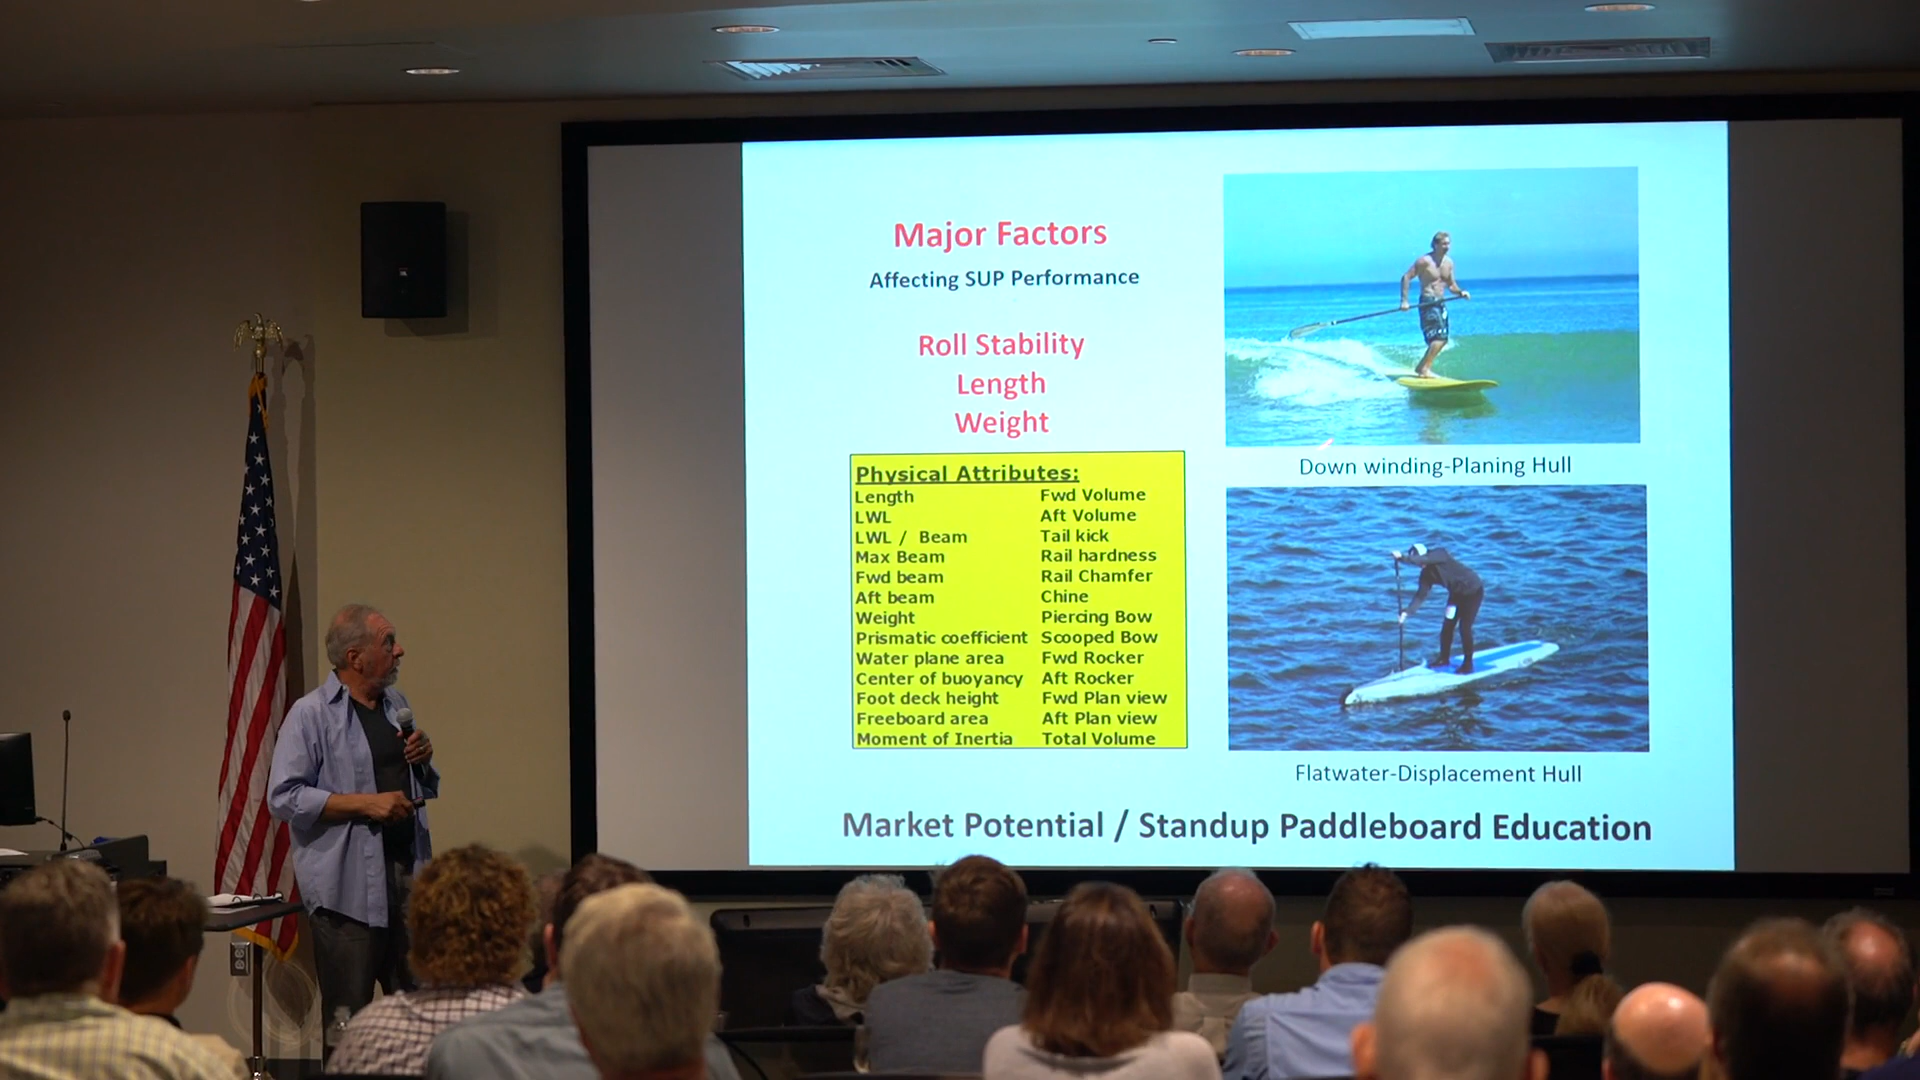 Major Factors
Affecting SUP Performance
Roll Stability
Length
Weight
Physical Attributes:
Length Fwd Volume
LWL Aft Volume
LWL / Beam Tail kick
Max Beam Rail hardness
Fwd beam Rail Chamfer
Aft beam Chine
Weight Piercing Bow
Prismatic coefficient Scooped Bow
Water plane area Fwd Rocker
Center of buoyancy Aft Rocker
Foot deck height Fwd Plan view
Freeboard area Aft Plan view
Moment of Inertia Total Volume
Down winding-Planing Hull
Flatwater-Displacement Hull
Market Potential / Standup Paddleboard Education